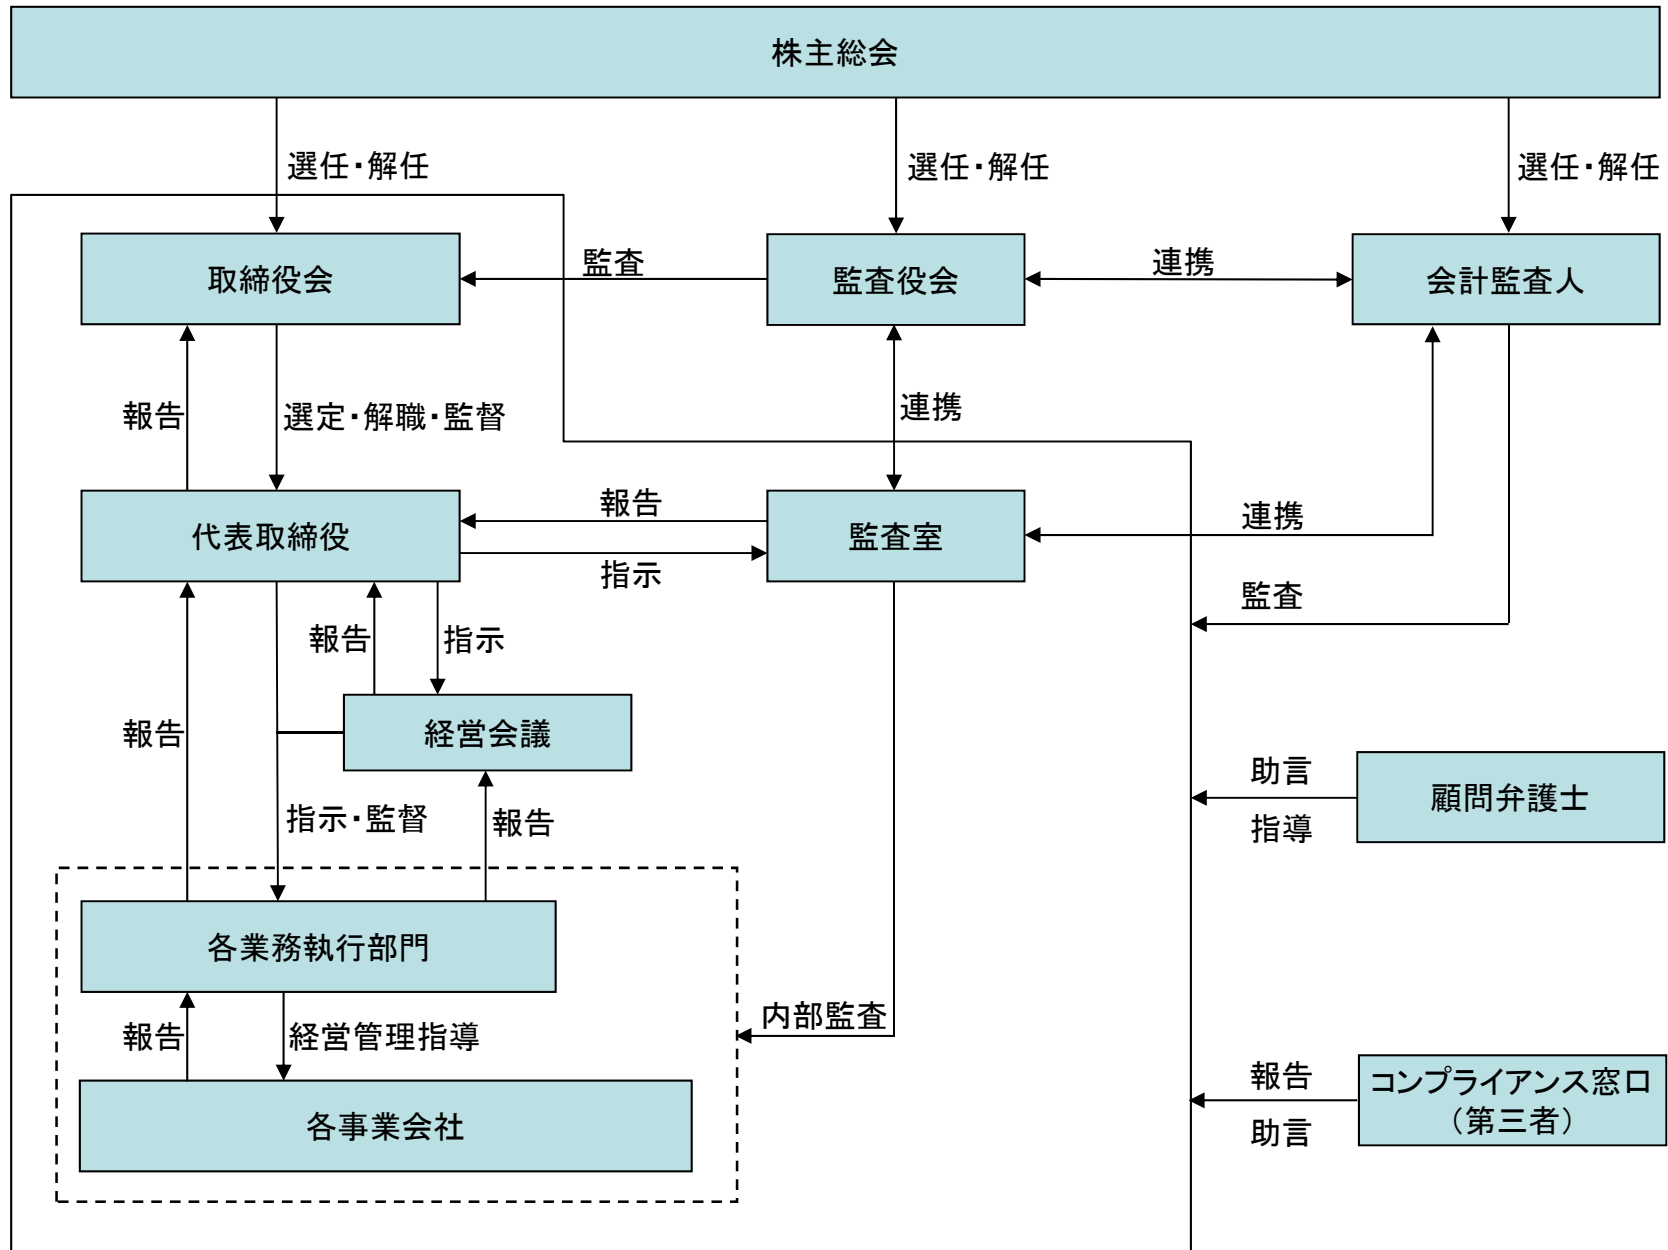 株主総会
選任・解任
選任・解任
選任・解任
取締役会
監査
監査役会
連携
会計監査人
報告
選定・解職・監督
連携
代表取締役
報告
指示
監査室
連携
監査
報告
指示
報告
経営会議
指示・監督
報告
助言
指導
顧問弁護士
各業務執行部門
内部監査
報告
経営管理指導
各事業会社
報告
助言
コンプライアンス窓口
（第三者）